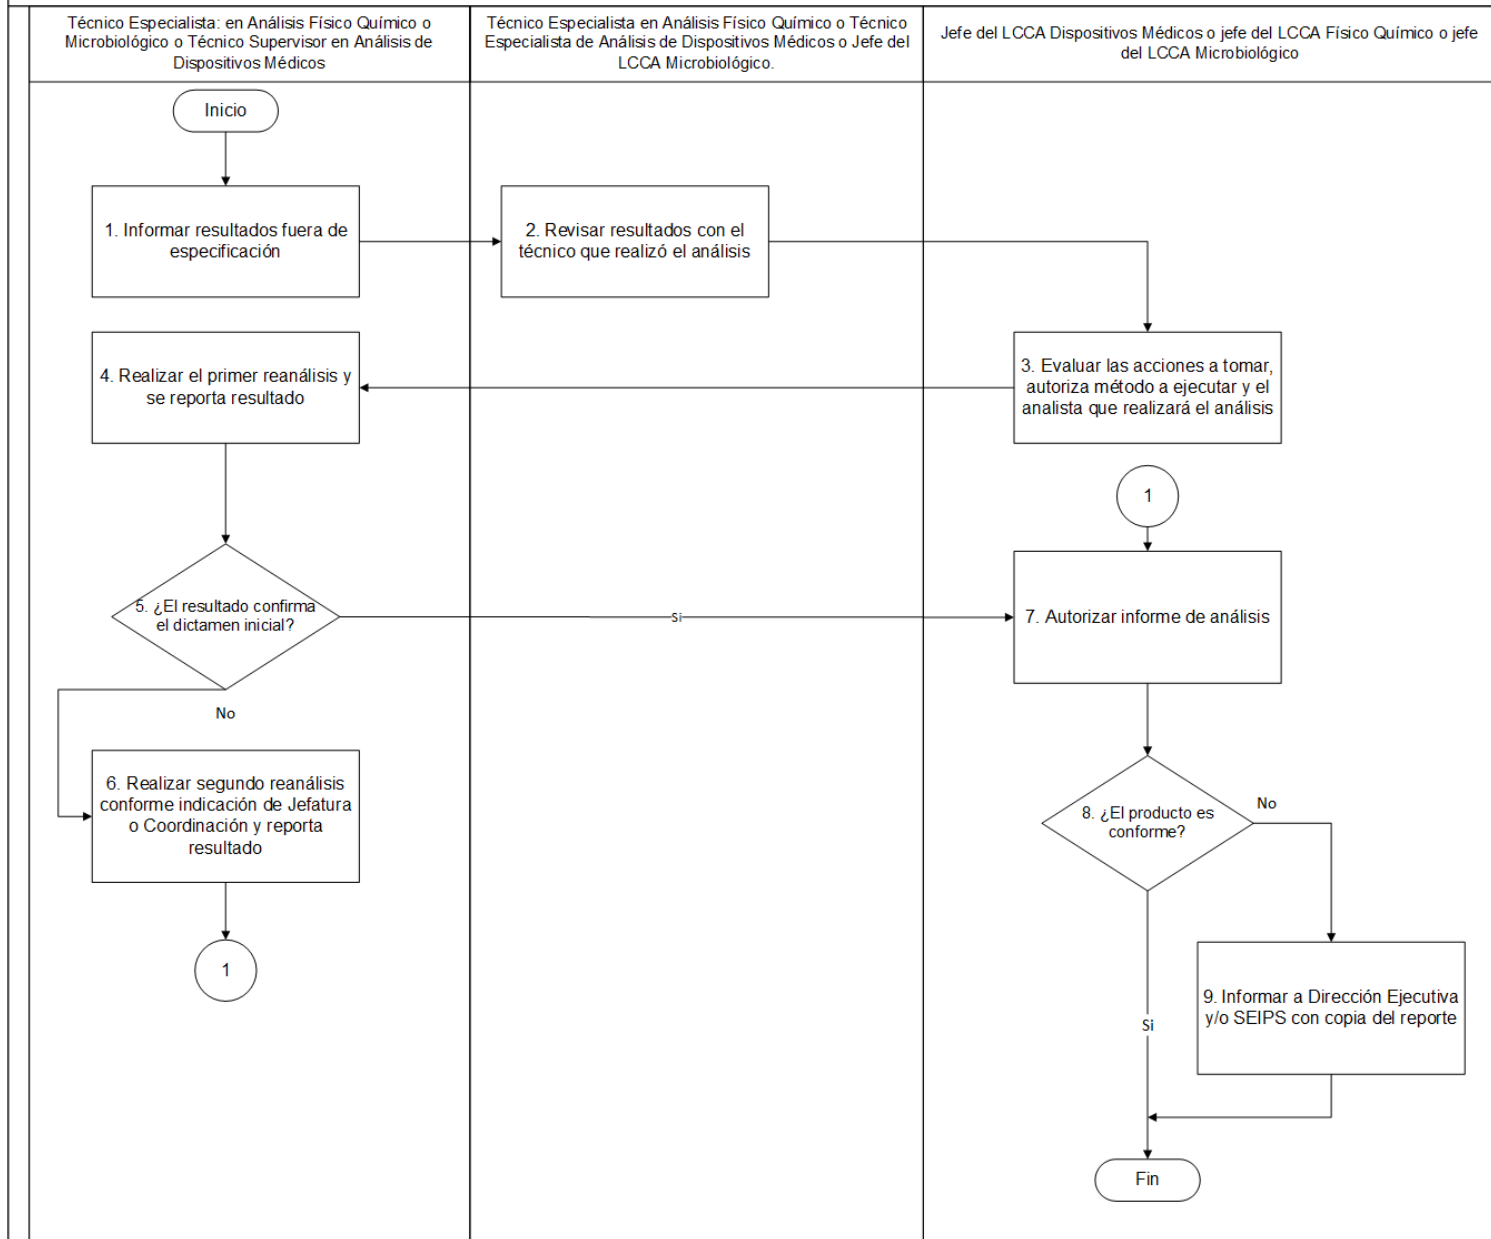 Técnico Especialista: en Análisis Físico Químico o
Microbiológico o Técnico Supervisor en Análisis de
Dispositivos Médicos
Técnico Especialista en Análisis Físico Químico o Técnico
Especialista de Análisis de Dispositivos Médicos o Jefe del
LCCA Microbiológico.
Jefe del LCCA Dispositivos Médicos o jefe del LCCA Físico Químico o jefe
del LCCA Microbiológico
Inicio
1. Informar resultados fuera de
especificación
2. Revisar resultados con el
técnico que realizó el análisis
3. Evaluar las acciones a tomar,
autoriza método a ejecutar y el
analista que realizará el análisis
4. Realizar el primer reanálisis y
se reporta resultado
1
5. ¿El resultado confirma
el dictamen inicial?
Si
7. Autorizar informe de análisis
No
6. Realizar segundo reanálisis
conforme indicación de Jefatura
o Coordinación y reporta
resultado
8. ¿El producto es
conforme?
No
1
9. Informar a Dirección Ejecutiva
y/o SEIPS con copia del reporte
Si
Fin